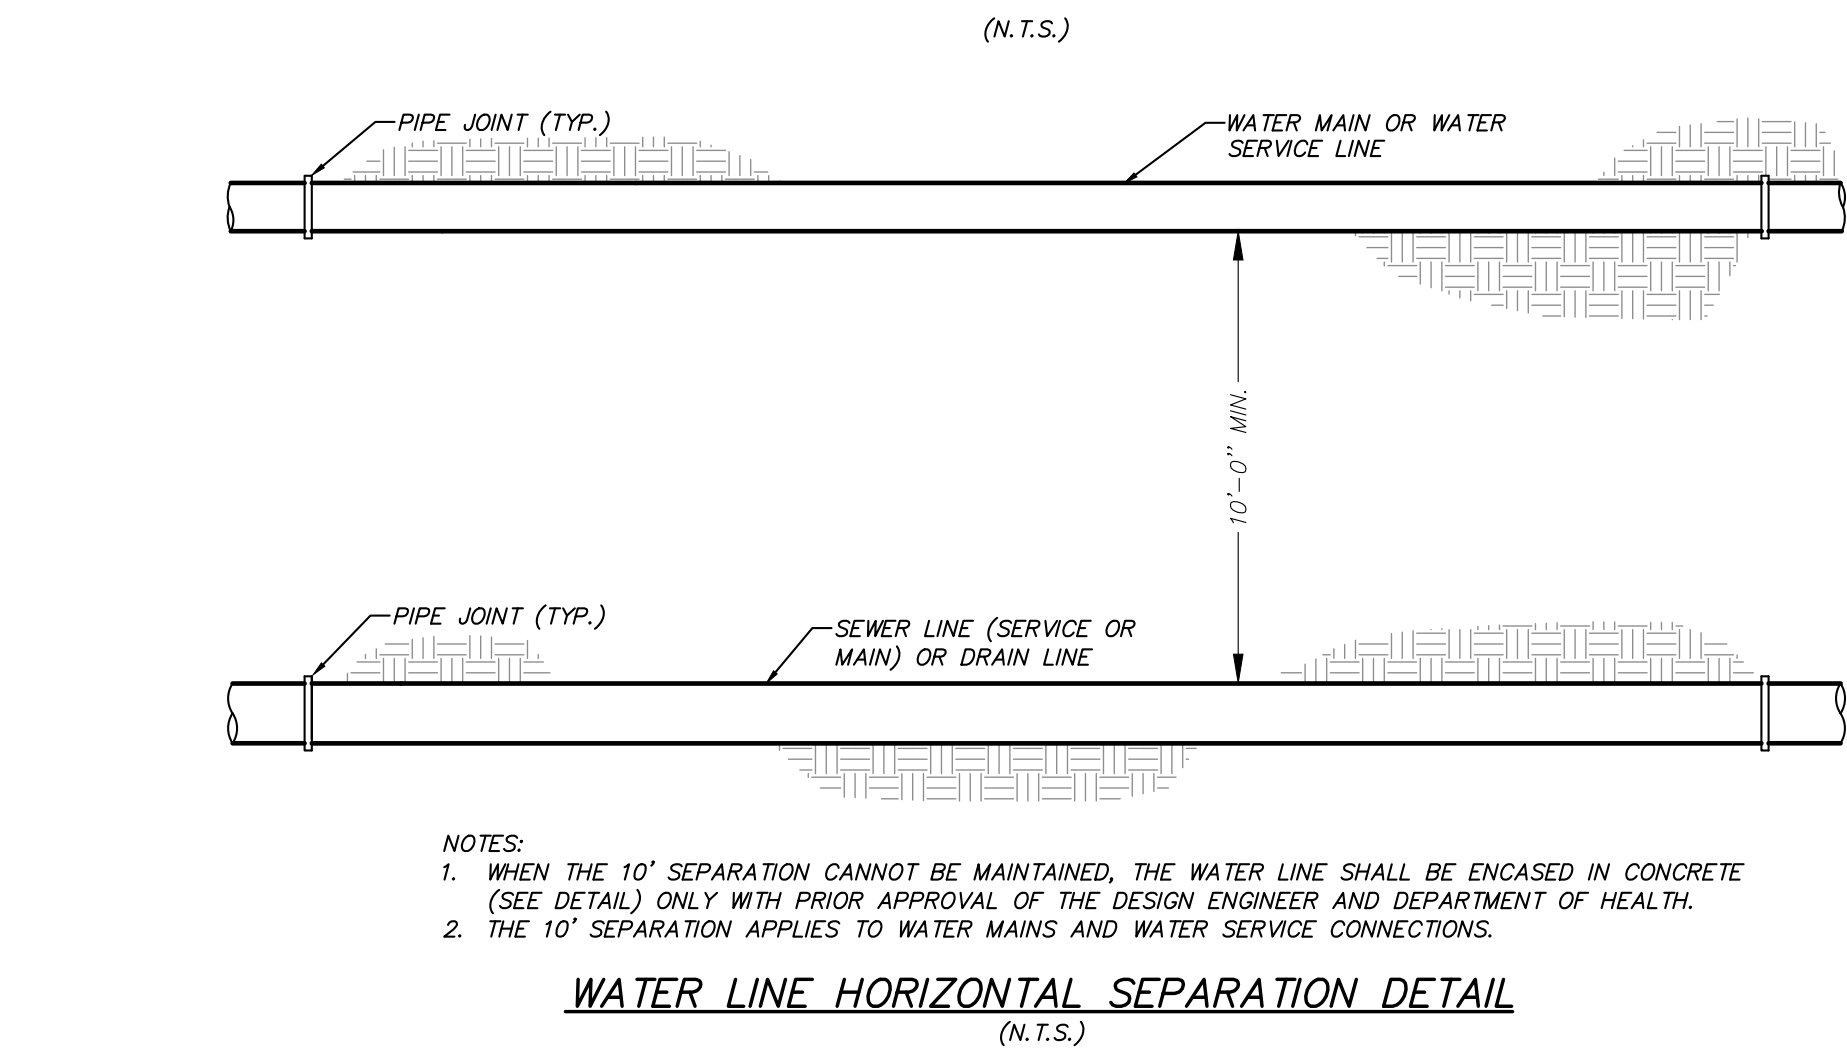 (N.T.S.)
PIPE JOINT (TYP.)
WATER MAIN OR WATER
SERVICE LINE
10'-0" MIN.
PIPE JOINT (TYP.)
SEWER LINE (SERVICE OR
MAIN) OR DRAIN LINE
NOTES:
1. WHEN THE 10' SEPARATION CANNOT BE MAINTAINED, THE WATER LINE SHALL BE ENCASED IN CONCRETE
(SEE DETAIL) ONLY WITH PRIOR APPROVAL OF THE DESIGN ENGINEER AND DEPARTMENT OF HEALTH.
2. THE 10' SEPARATION APPLIES TO WATER MAINS AND WATER SERVICE CONNECTIONS.
WATER LINE HORIZONTAL SEPARATION DETAIL
(N.T.S.)